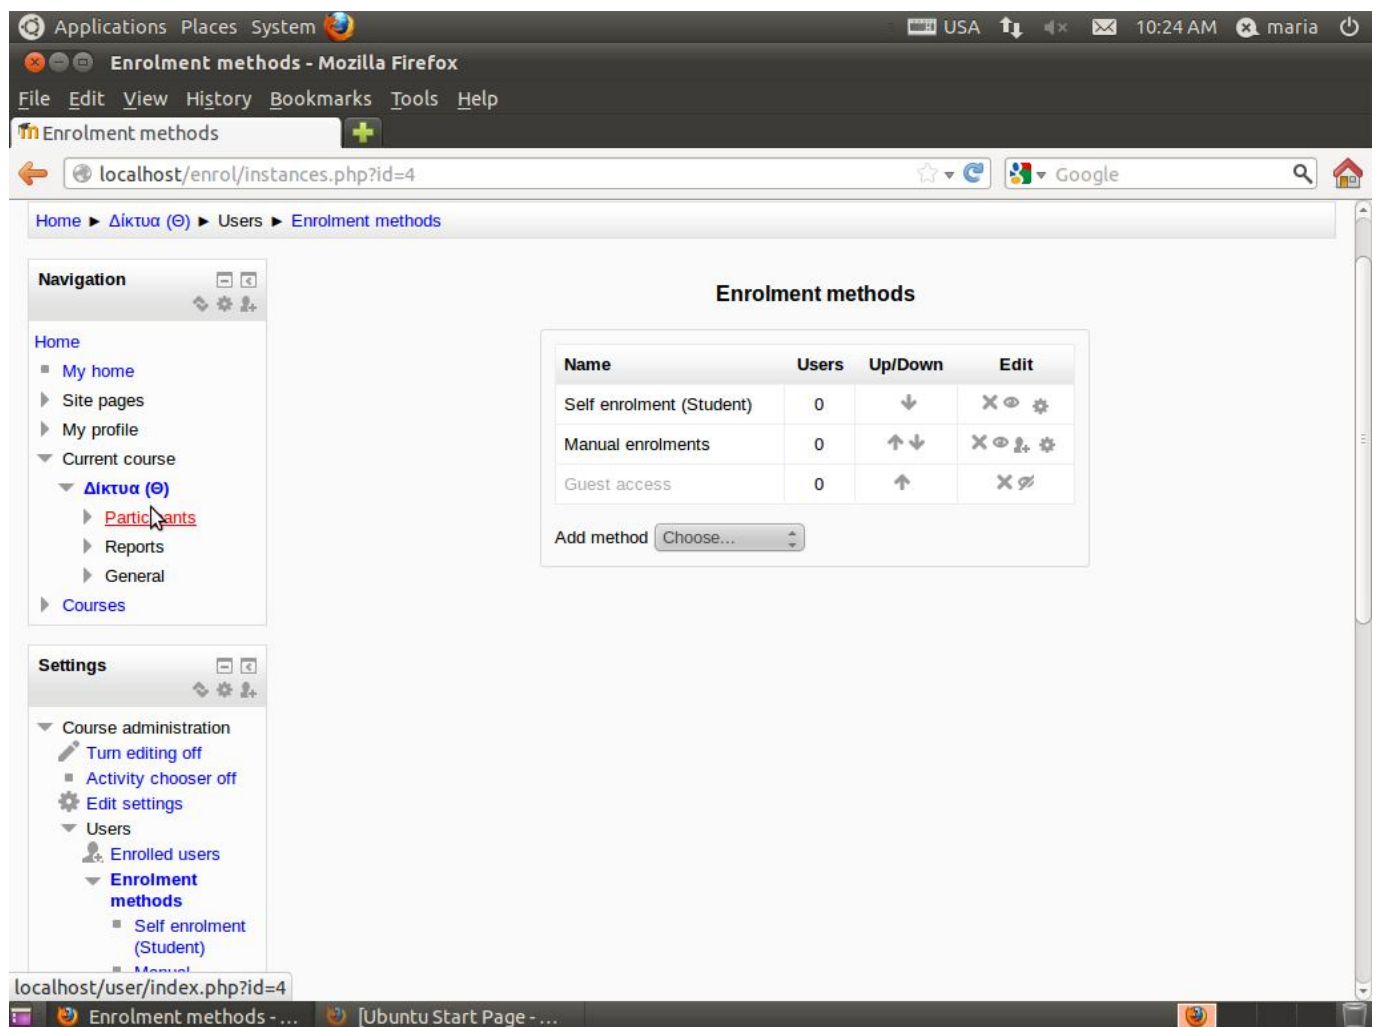 Applications Places System USA 10:24 AM maria
Enrolment methods - Mozilla Firefox
File Edit View History Bookmarks Tools Help
Enrolment methods
localhost/enrol/instances.php?id=4 Google
Home ► Δίκτυα (Θ) ► Users ► Enrolment methods
Navigation
Home
My home
Site pages
My profile
Current course
Δίκτυα (Θ)
Participants
Reports
General
Courses
Settings
Course administration
Turn editing off
Activity chooser off
Edit settings
Users
Enrolled users
Enrolment
methods
Self enrolment
(Student)
Manual
Enrolment methods
Name Users Up/Down Edit
Self enrolment (Student) 0
Manual enrolments 0
Guest access 0
Add method Choose...
localhost/user/index.php?id=4
Enrolment methods - ... [Ubuntu Start Page - ...